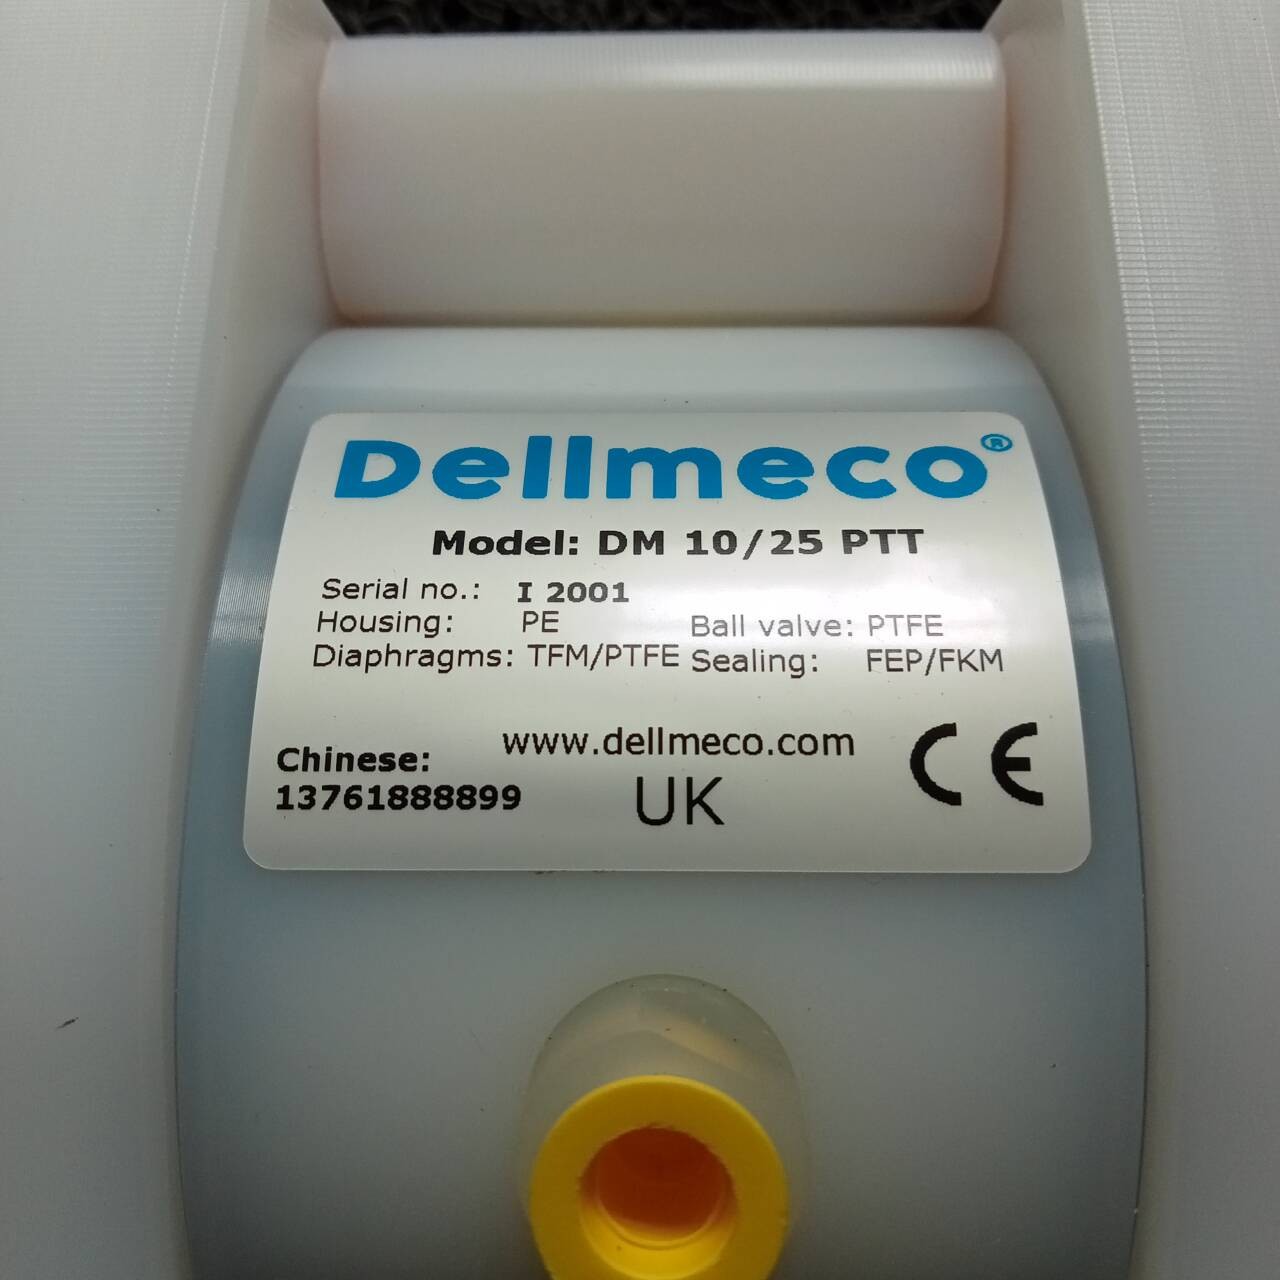 Dellmeco®
Model: DM 10/25 PTT
Serial no.: I 2001
Housing: PE Ball valve: PTFE
Diaphragms: TFM/PTFE Sealing: FEP/FKM
www.dellmeco.com
Chinese:
13761888899
UK
CE